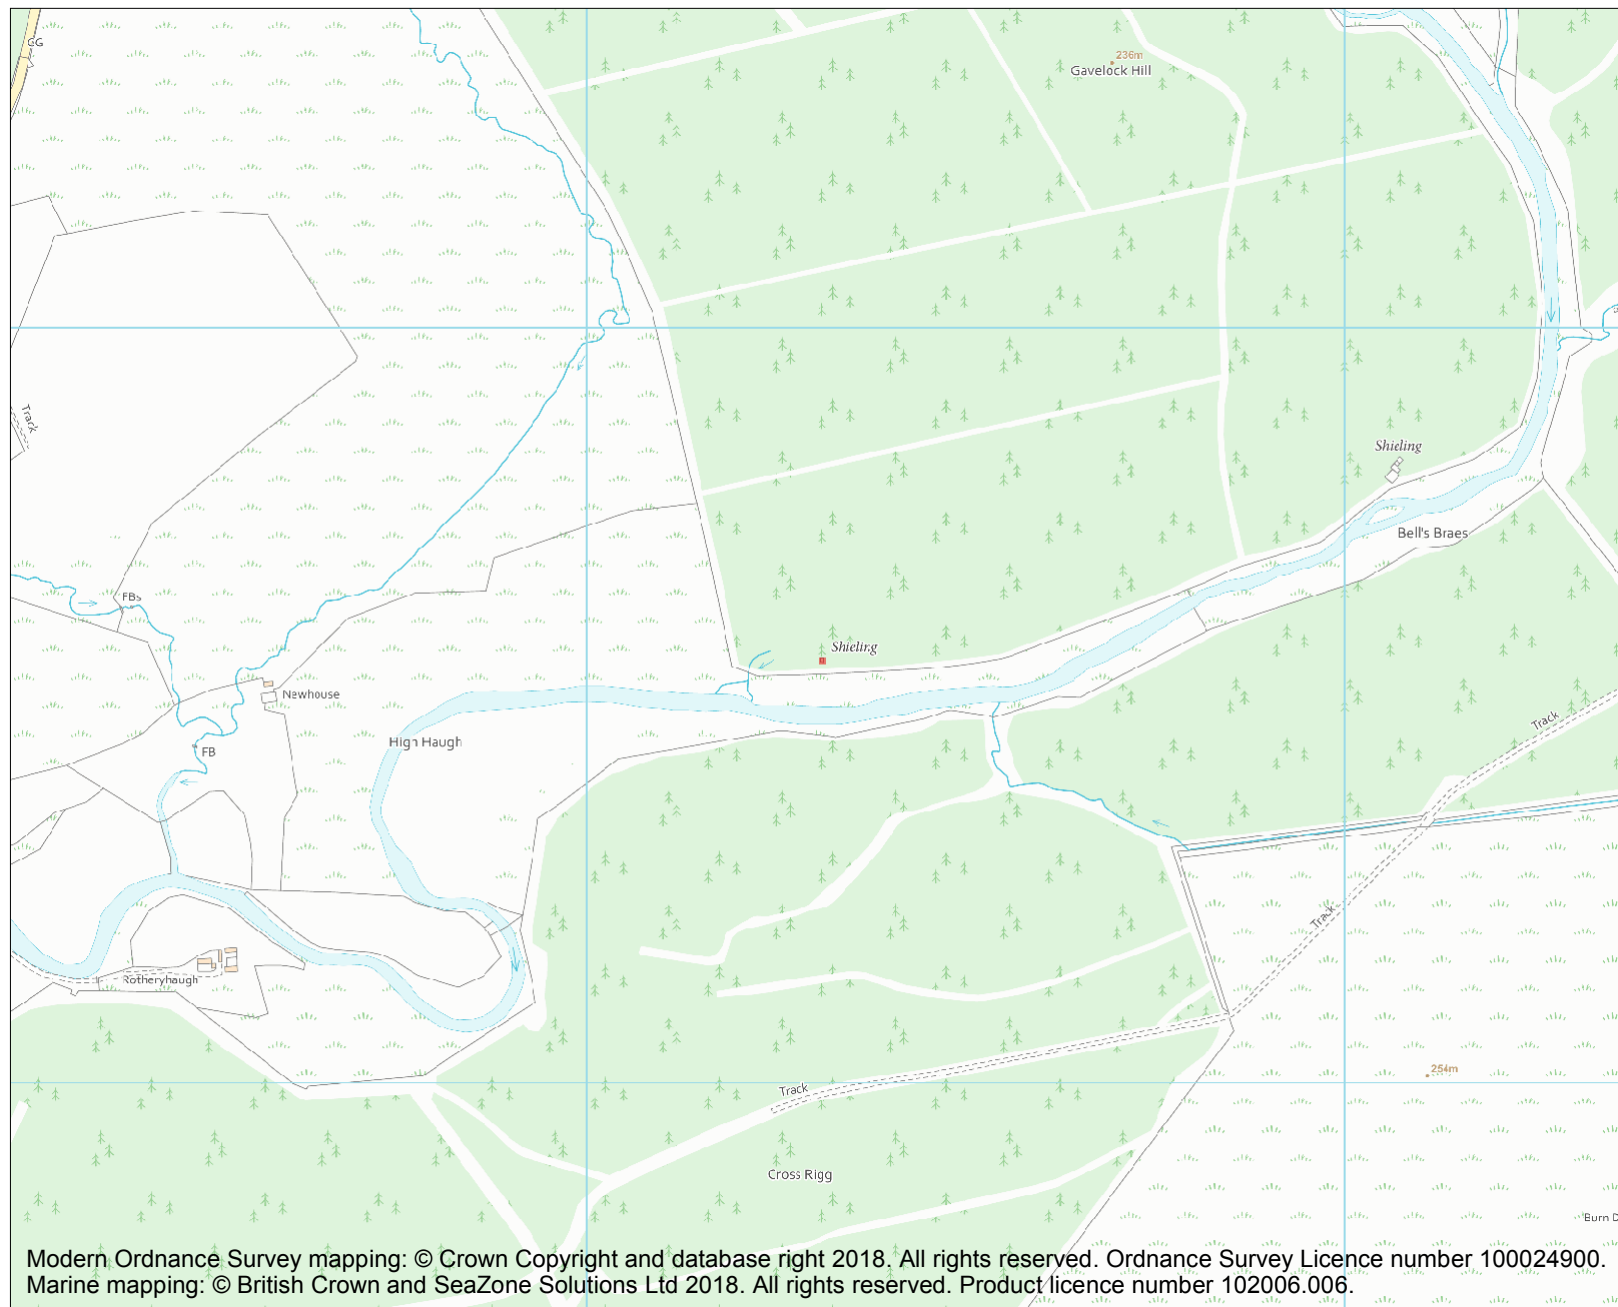 GG
236m
Gavelock Hill
Track
Shieling
Bell's Braes
FBs
Shieling
Newhouse
High Haugh
FB
Track
Track
Rotheryhaugh
254m
Track
Cross Rigg
Burn D
Modern Ordnance Survey mapping: © Crown Copyright and database right 2018. All rights reserved. Ordnance Survey Licence number 100024900.
Marine mapping: © British Crown and SeaZone Solutions Ltd 2018. All rights reserved. Product licence number 102006.006.